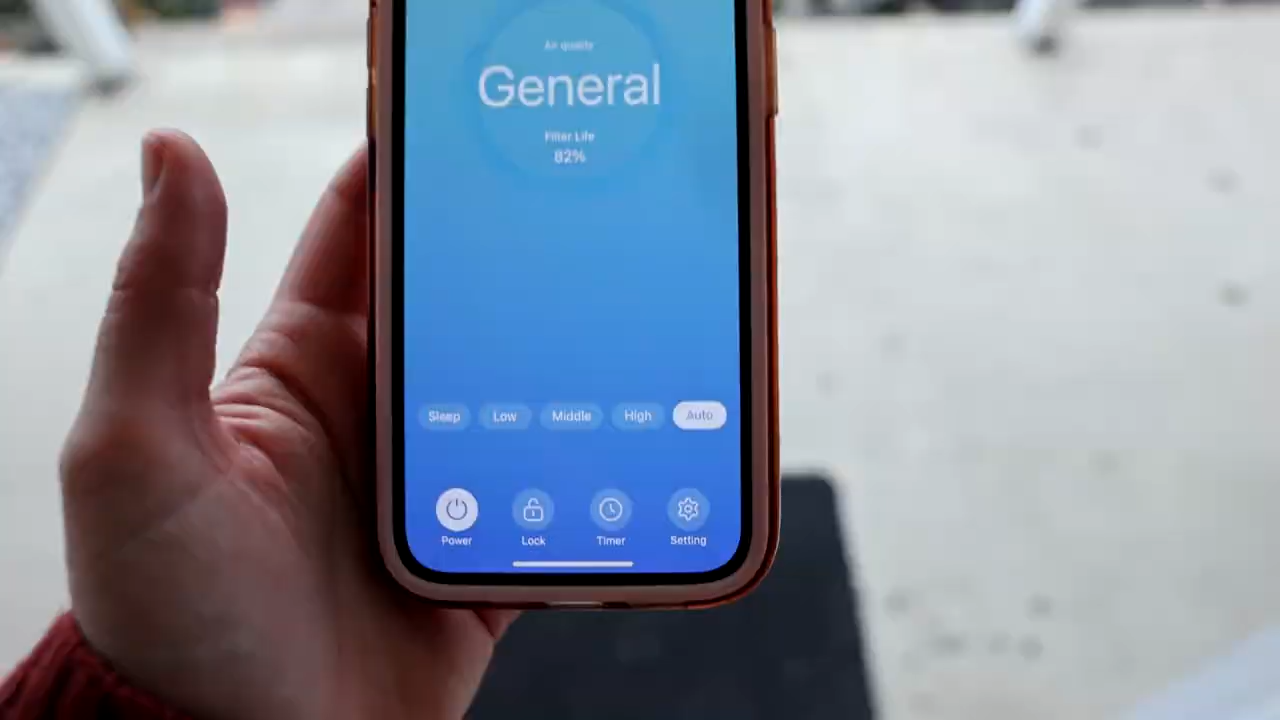 Air quality
General
Filter Life
82%
Sleep Low Middle High Auto
Power Lock Timer Setting